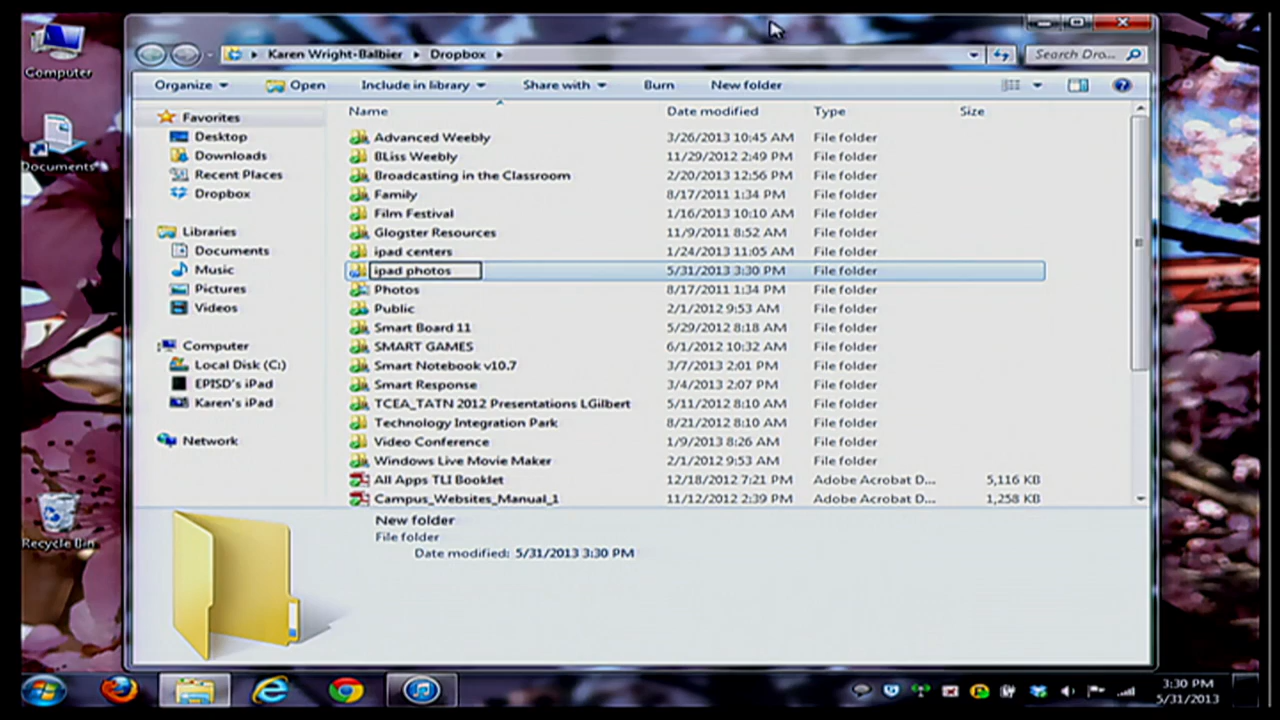 Computer
Documents
Recycle Bin
Karen Wright-Balbier Dropbox
Search Dro...
Organize Open Include in library Share with Burn New folder
Name Date modified Type Size
Favorites
Desktop
Downloads
Recent Places
Dropbox
Libraries
Documents
Music
Pictures
Videos
Computer
Local Disk (C:)
EPISD's iPad
Karen's iPad
Network
Advanced Weebly 3/26/2013 10:45 AM File folder
BLiss Weebly 11/29/2012 2:49 PM File folder
Broadcasting in the Classroom 2/20/2013 12:56 PM File folder
Family 8/17/2011 1:34 PM File folder
Film Festival 1/16/2013 10:10 AM File folder
Glogster Resources 11/9/2011 8:52 AM File folder
ipad centers 1/24/2013 11:05 AM File folder
ipad photos 5/31/2013 3:30 PM File folder
Photos 8/17/2011 1:34 PM File folder
Public 2/1/2012 9:53 AM File folder
Smart Board 11 5/29/2012 8:18 AM File folder
SMART GAMES 6/1/2012 10:32 AM File folder
Smart Notebook v10.7 3/7/2013 2:01 PM File folder
Smart Response 3/4/2013 2:07 PM File folder
TCEA_TATN 2012 Presentations LGilbert 5/11/2012 8:10 AM File folder
Technology Integration Park 8/21/2012 8:10 AM File folder
Video Conference 1/9/2013 8:26 AM File folder
Windows Live Movie Maker 2/1/2012 9:53 AM File folder
All Apps TLI Booklet 12/18/2012 7:21 PM Adobe Acrobat D... 5,116 KB
Campus_Websites_Manual_1 11/12/2012 2:39 PM Adobe Acrobat D... 1,258 KB
New folder
File folder
Date modified: 5/31/2013 3:30 PM
3:30 PM
5/31/2013